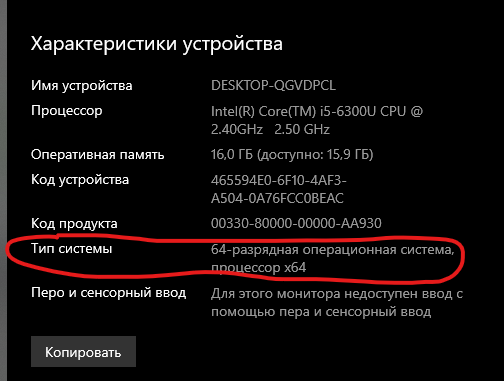 Характеристики устройства
Имя устройства DESKTOP-QGVDPCL
Процессор Intel(R) Core(TM) i5-6300U CPU @
2.40GHz 2.50 GHz
Оперативная память 16,0 ГБ (доступно: 15,9 ГБ)
Код устройства 465594E0-6F10-4AF3-
A504-0A76FCC0BEAC
Код продукта 00330-80000-00000-AA930
Тип системы 64-разрядная операционная система,
процессор x64
Перо и сенсорный ввод Для этого монитора недоступен ввод с
помощью пера и сенсорный ввод
Копировать